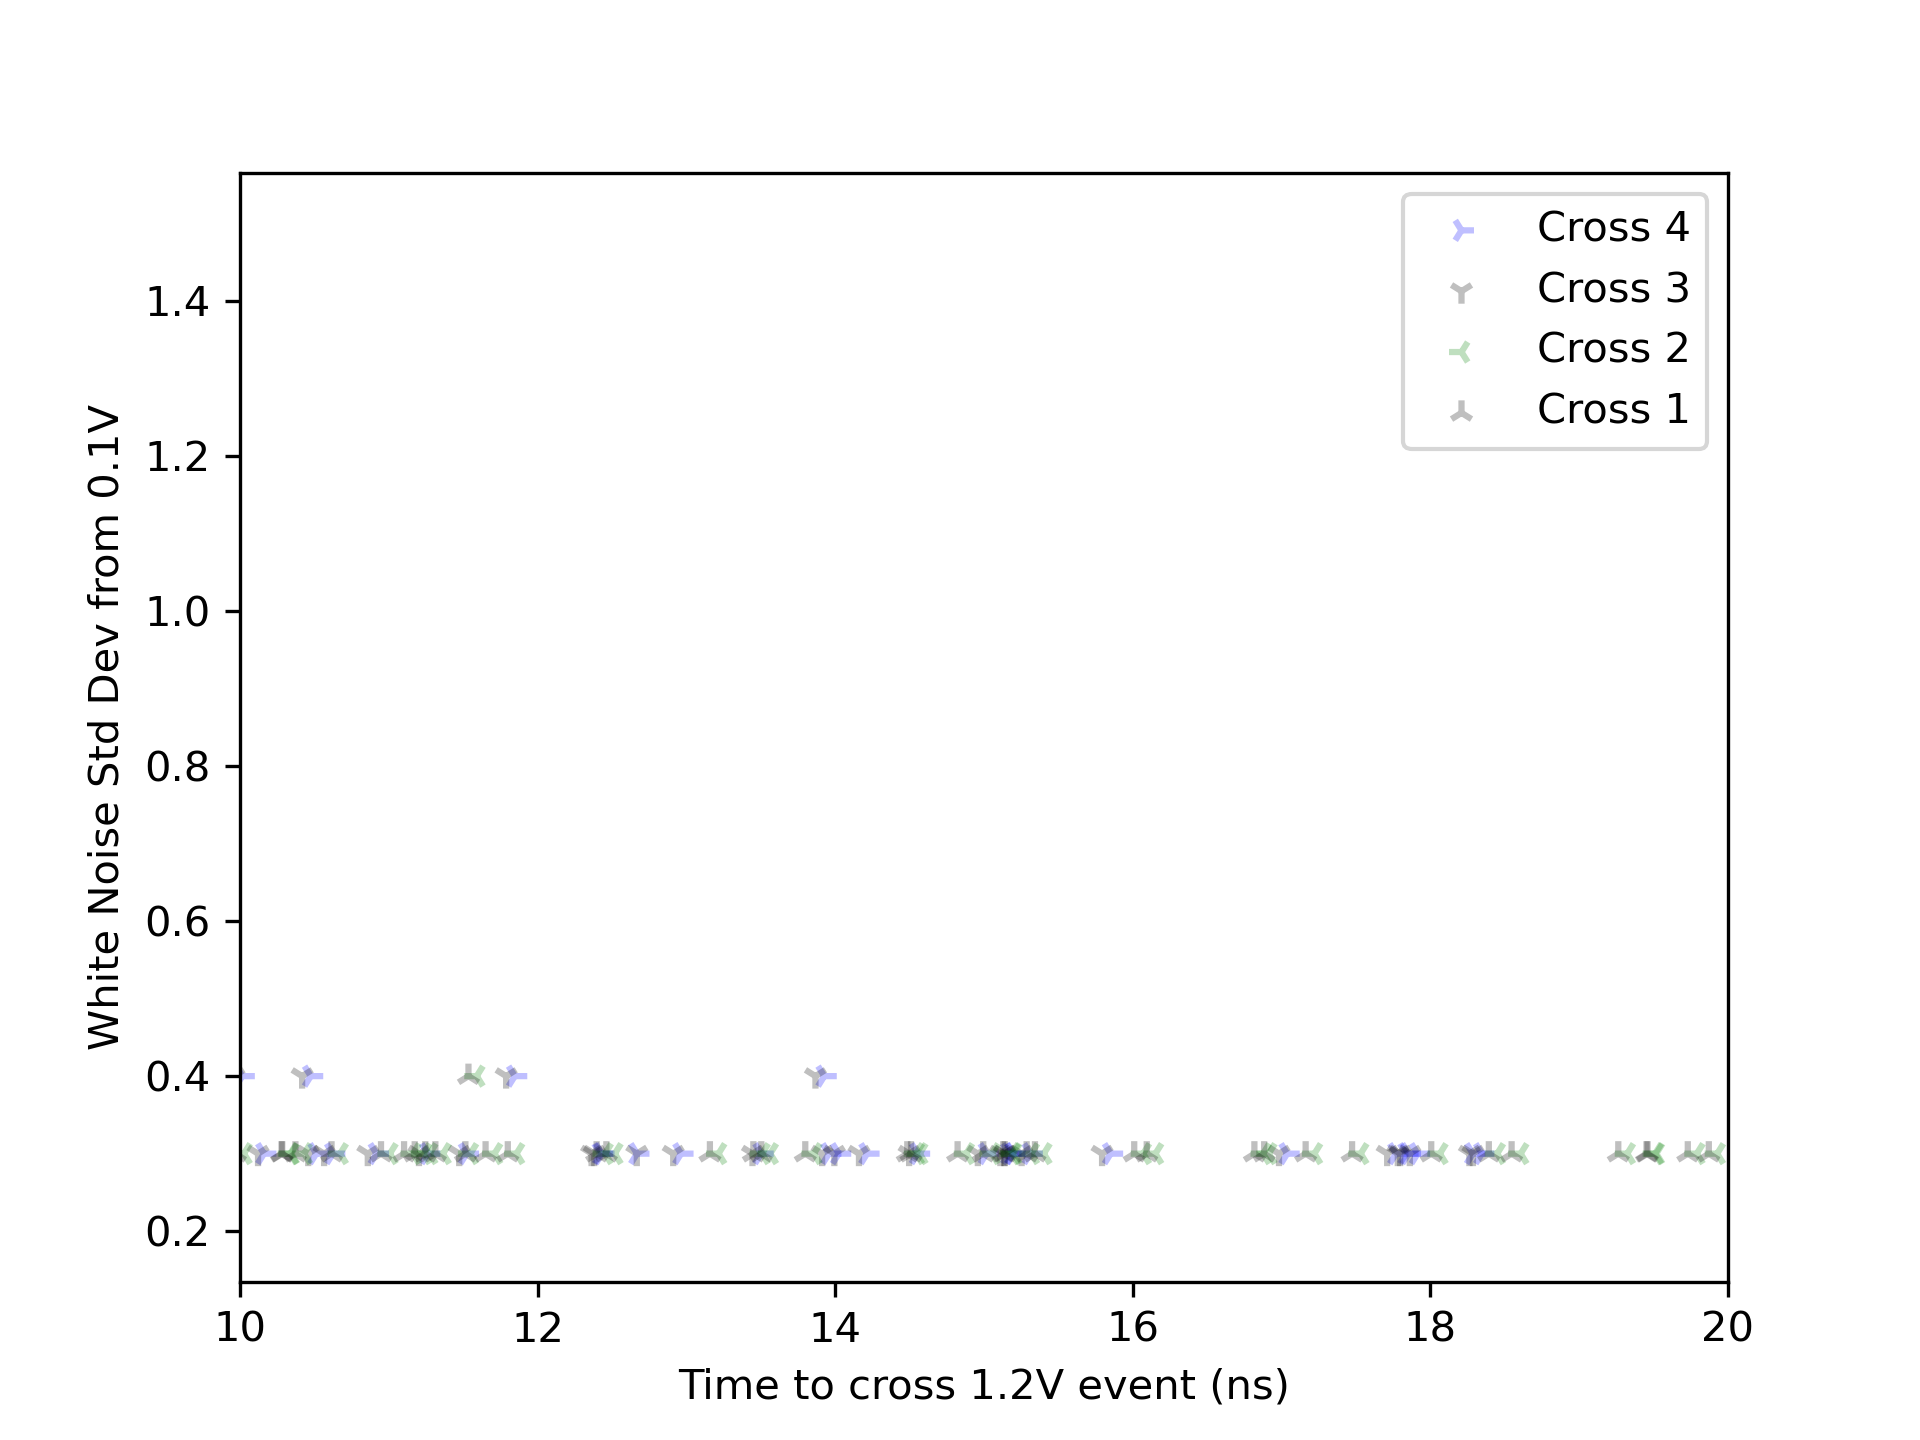 Cross 4
Cross 3
Cross 2
Cross 1
White Noise Std Dev from 0.1V
1.4
1.2
1.0
0.8
0.6
0.4
0.2
10 12 14 16 18 20
Time to cross 1.2V event (ns)